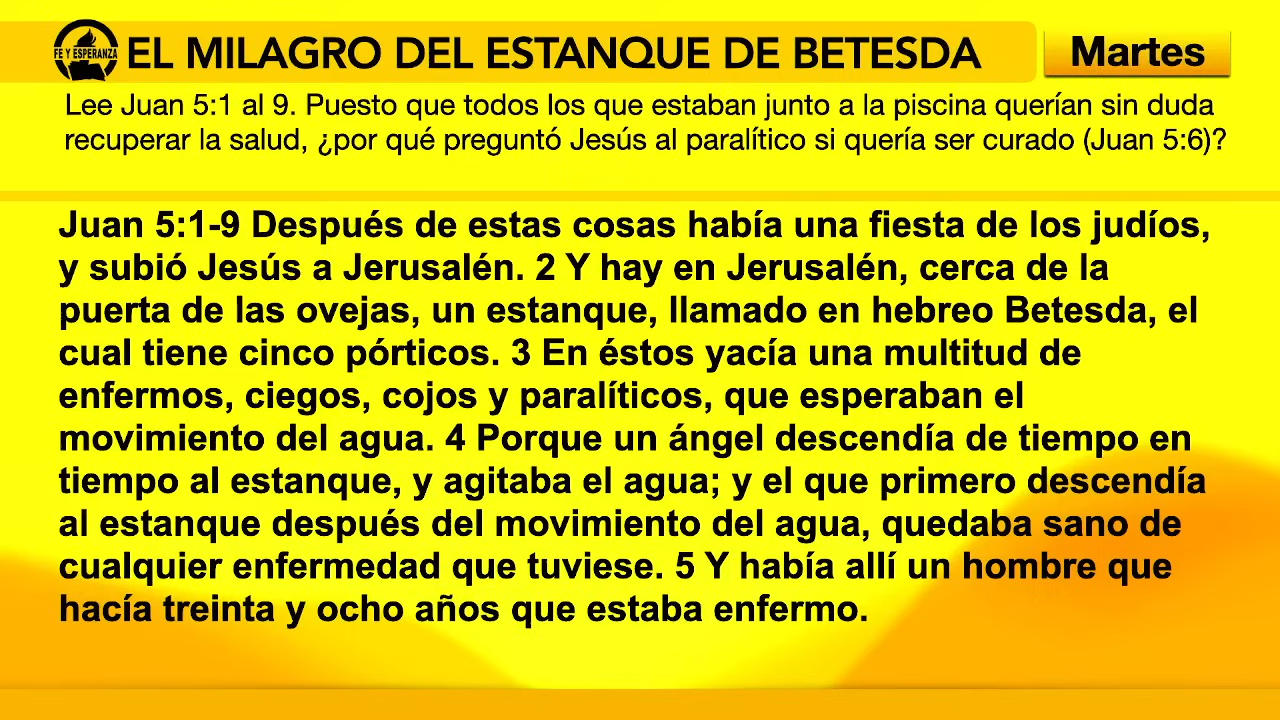 FE Y ESPERANZA
EL MILAGRO DEL ESTANQUE DE BETESDA
Martes
Lee Juan 5:1 al 9. Puesto que todos los que estaban junto a la piscina querían sin duda
recuperar la salud, ¿por qué preguntó Jesús al paralítico si quería ser curado (Juan 5:6)?
Juan 5:1-9 Después de estas cosas había una fiesta de los judíos,
y subió Jesús a Jerusalén. 2 Y hay en Jerusalén, cerca de la
puerta de las ovejas, un estanque, llamado en hebreo Betesda, el
cual tiene cinco pórticos. 3 En éstos yacía una multitud de
enfermos, ciegos, cojos y paralíticos, que esperaban el
movimiento del agua. 4 Porque un ángel descendía de tiempo en
tiempo al estanque, y agitaba el agua; y el que primero descendía
al estanque después del movimiento del agua, quedaba sano de
cualquier enfermedad que tuviese. 5 Y había allí un hombre que
hacía treinta y ocho años que estaba enfermo.